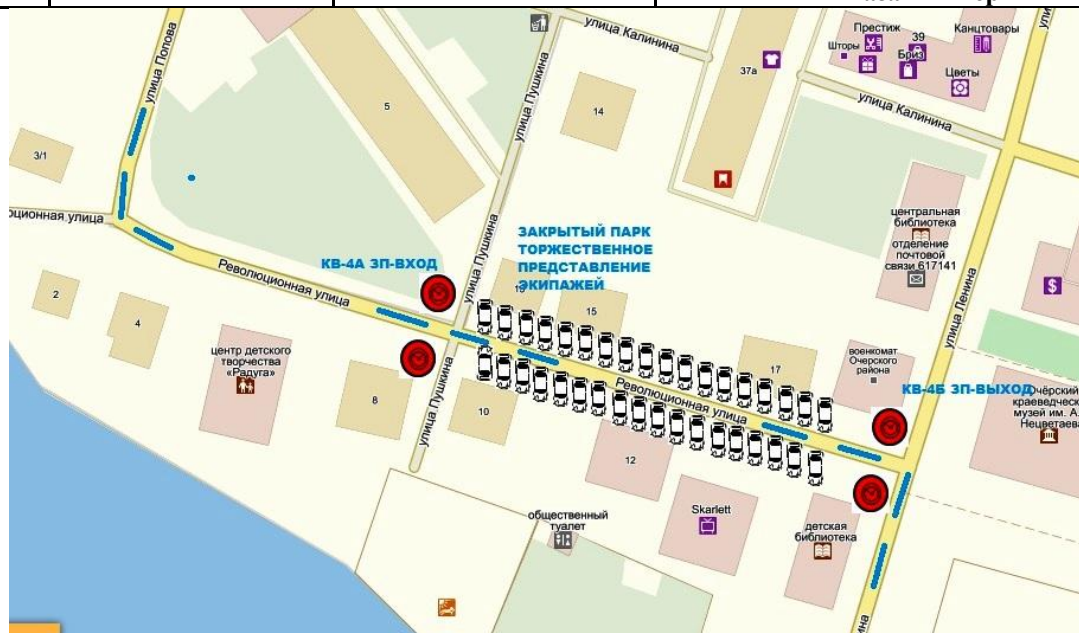 улица Попова
улица Калинина
Престиж
39
Канцтовары
Шторы
Бриз
Цветы
37а
5
улица Пушкина
14
улица Калинина
3/1
центральная
библиотека
отделение
почтовой
связи 617141
ционная улица
ЗАКРЫТЫЙ ПАРК
ТОРЖЕСТВЕННОЕ
ПРЕДСТАВЛЕНИЕ
ЭКИПАЖЕЙ
улица Пушкина
КВ-4А ЗП-ВХОД
Революционная улица
улица Ленина
2
4
15
центр детского
творчества
«Радуга»
17
военкомат
Очерского
района
Революционная улица
КВ-4Б ЗП-ВЫХОД
Очёрский
краеведческ
музей им. А.
Нецветаева
8
10
улица Пушкина
12
Skarlett
общественный
туалет
детская
библиотека
ина